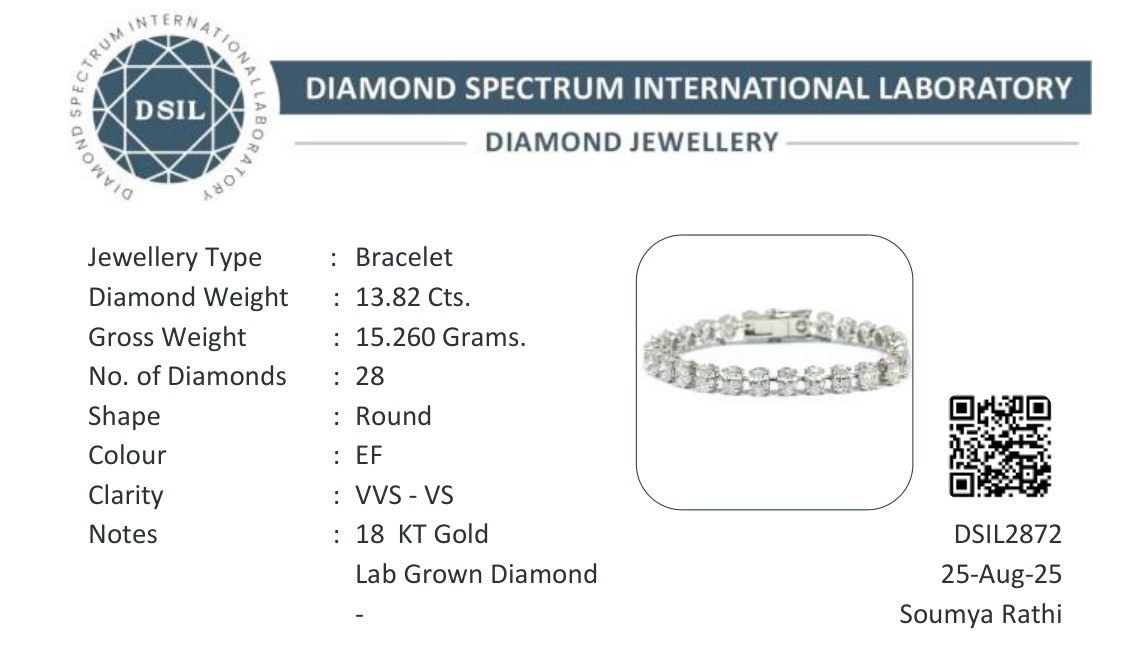 DIAMOND SPECTRUM INTERNATIONAL LABORATORY
DSIL
DIAMOND SPECTRUM INTERNATIONAL LABORATORY
DIAMOND JEWELLERY
Jewellery Type : Bracelet
Diamond Weight : 13.82 Cts.
Gross Weight : 15.260 Grams.
No. of Diamonds : 28
Shape : Round
Colour : EF
Clarity : VVS - VS
Notes : 18 KT Gold
Lab Grown Diamond
-
DSIL2872
25-Aug-25
Soumya Rathi